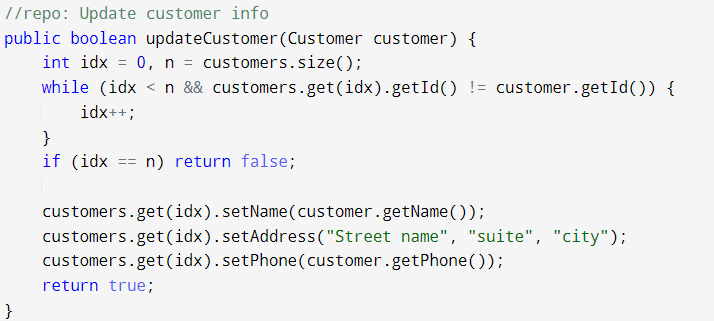 //repo: Update customer info
public boolean updateCustomer(Customer customer) {
    int idx = 0, n = customers.size();
    while (idx < n && customers.get(idx).getId() != customer.getId()) {
        idx++;
    }
    if (idx == n) return false;

    customers.get(idx).setName(customer.getName());
    customers.get(idx).setAddress("Street name", "suite", "city");
    customers.get(idx).setPhone(customer.getPhone());
    return true;
}